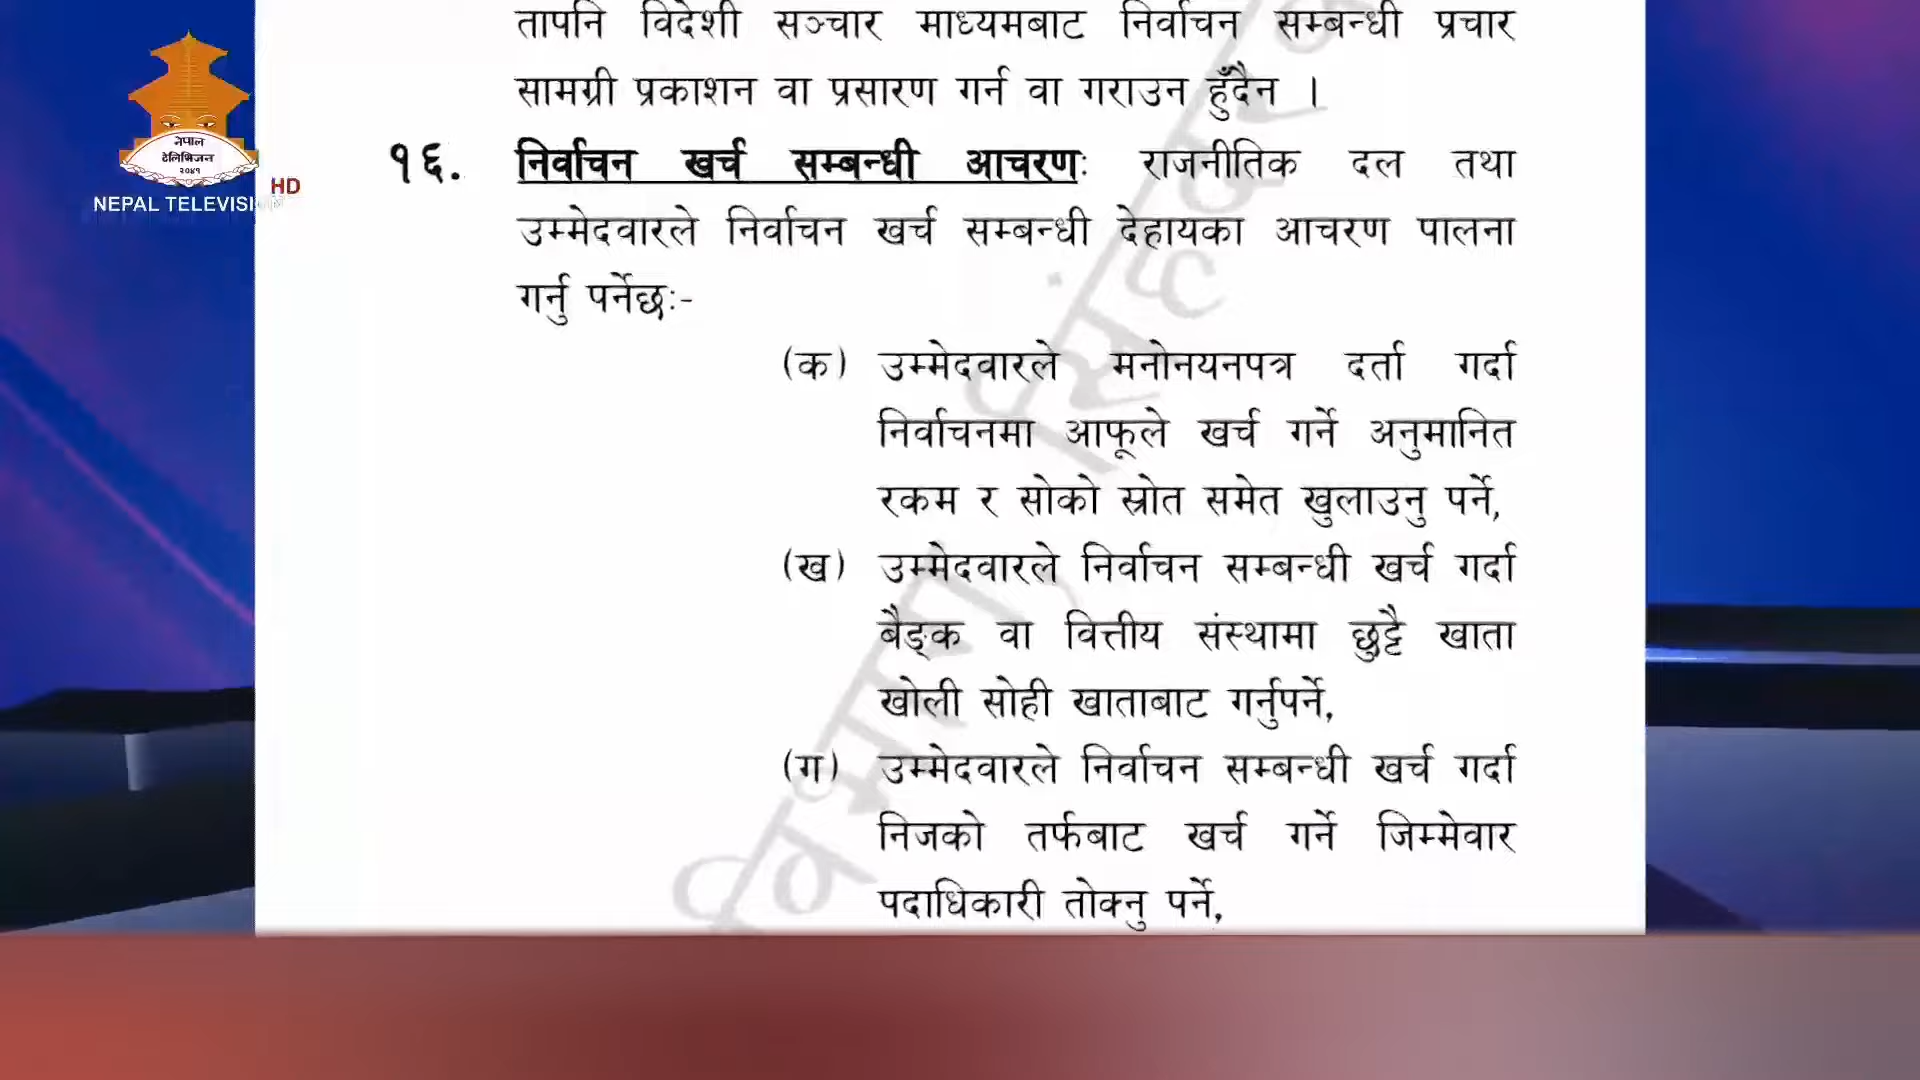 तापनि विदेशी सञ्चार माध्यमबाट निर्वाचन सम्बन्धी प्रचार
सामग्री प्रकाशन वा प्रसारण गर्न वा गराउन हुँदैन ।
१६. निर्वाचन खर्च सम्बन्धी आचरणः राजनीतिक दल तथा
उम्मेदवारले निर्वाचन खर्च सम्बन्धी देहायका आचरण पालना
गर्नु पर्नेछः-
(क) उम्मेदवारले मनोनयनपत्र दर्ता गर्दा
निर्वाचनमा आफूले खर्च गर्ने अनुमानित
रकम र सोको स्रोत समेत खुलाउनु पर्ने,
(ख) उम्मेदवारले निर्वाचन सम्बन्धी खर्च गर्दा
बैङ्क वा वित्तीय संस्थामा छुट्टै खाता
खोली सोही खाताबाट गर्नुपर्ने,
(ग) उम्मेदवारले निर्वाचन सम्बन्धी खर्च गर्दा
निजको तर्फबाट खर्च गर्ने जिम्मेवार
पदाधिकारी तोक्नु पर्ने,
नेपाल
टेलिभिजन
२०४१
HD
NEPAL TELEVISION